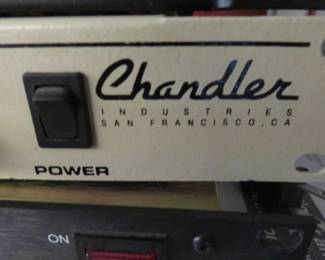 Chandler
INDUSTRIES
SAN FRANCISCO, CA
POWER
ON